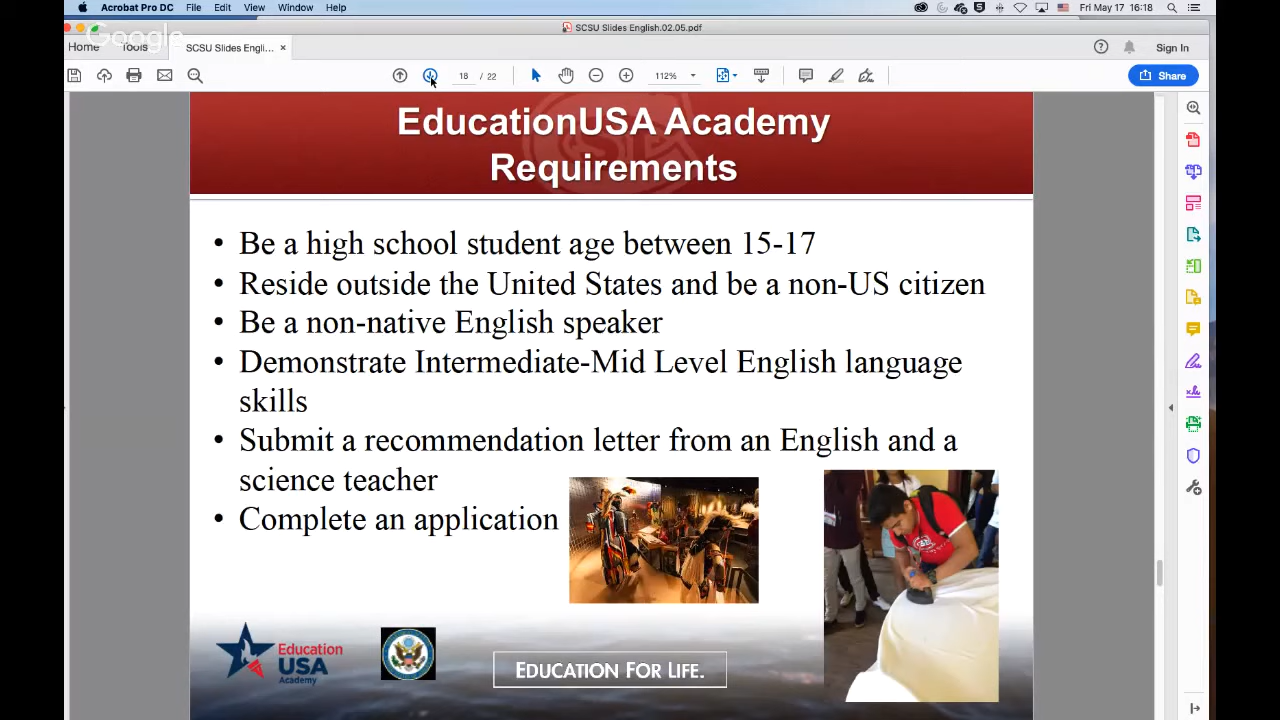 Acrobat Pro DC File Edit View Window Help Fri May 17 16:18
SCSU Slides English.02.05.pdf
Google
Home Tools SCSU Slides Engli... × Sign In
18 / 22 112% Share
EducationUSA Academy
Requirements
• Be a high school student age between 15-17
• Reside outside the United States and be a non-US citizen
• Be a non-native English speaker
• Demonstrate Intermediate-Mid Level English language
skills
• Submit a recommendation letter from an English and a
science teacher
• Complete an application
Education
USA
Academy
EDUCATION FOR LIFE.